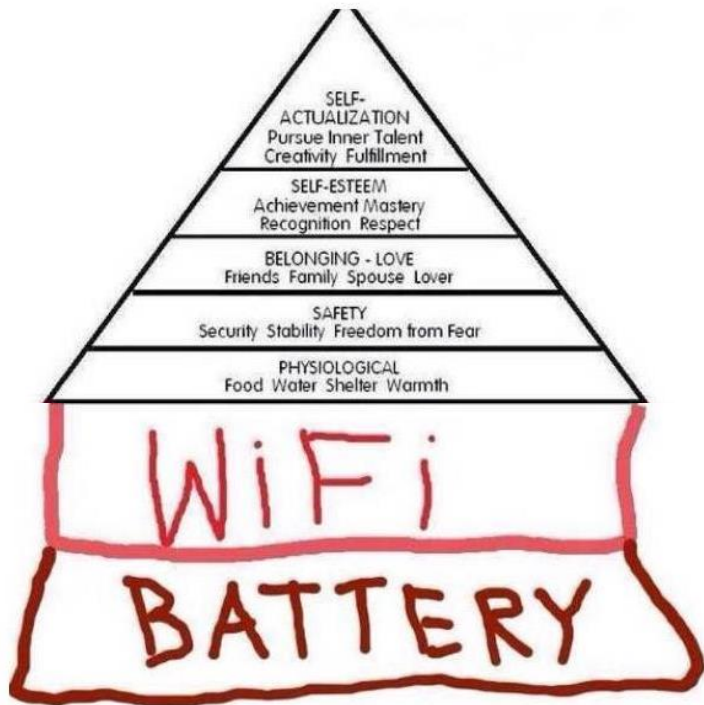 SELF-
ACTUALIZATION
Pursue Inner Talent
Creativity Fulfillment
SELF-ESTEEM
Achievement Mastery
Recognition Respect
BELONGING - LOVE
Friends Family Spouse Lover
SAFETY
Security Stability Freedom from Fear
PHYSIOLOGICAL
Food Water Shelter Warmth
WiFi
BATTERY